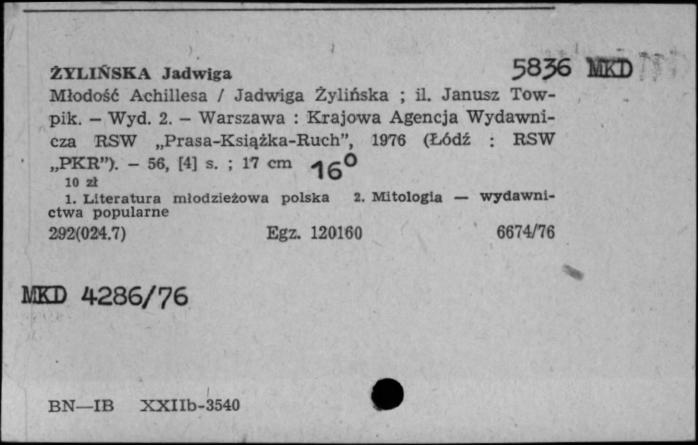 5836 MKD
ŻYLIŃSKA Jadwiga
Młodość Achillesa / Jadwiga Żylińska ; il. Janusz Tow-
pik. — Wyd. 2. — Warszawa : Krajowa Agencja Wydawni-
cza RSW „Prasa-Książka-Ruch”, 1976 (Łódź : RSW
„PKR”). — 56, [4] s. ; 17 cm 16°
10 zł
1. Literatura młodzieżowa polska 2. Mitologia — wydawni-
ctwa popularne
292(024.7) Egz. 120160 6674/76
MKD 4286/76
BN—IB XXIIb-3540